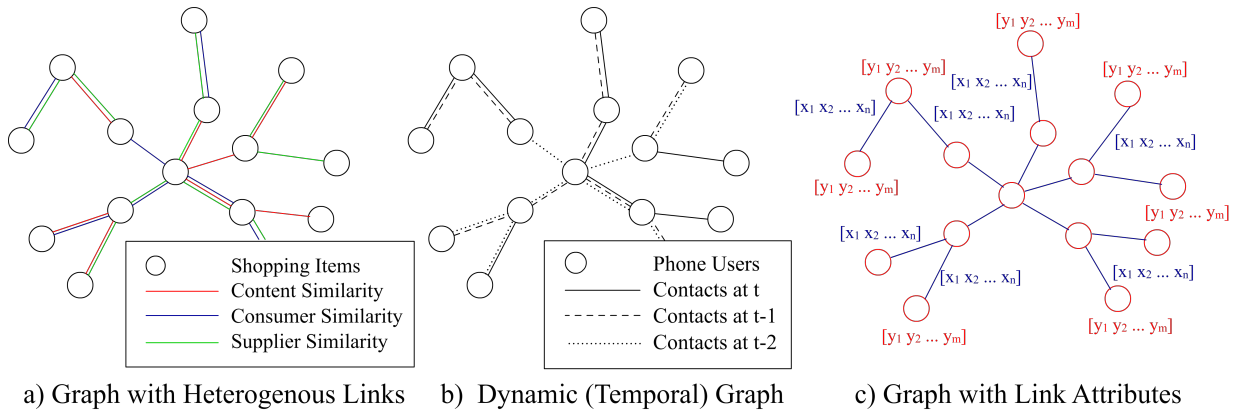 Shopping Items
Content Similarity
Consumer Similarity
Supplier Similarity
a) Graph with Heterogenous Links
Phone Users
Contacts at t
Contacts at t-1
Contacts at t-2
b) Dynamic (Temporal) Graph
[y₁ y₂ ... yₘ]
[y₁ y₂ ... yₘ]
[x₁ x₂ ... xₙ]
[y₁ y₂ ... yₘ]
[x₁ x₂ ... xₙ]
[x₁ x₂ ... xₙ]
[x₁ x₂ ... xₙ]
[y₁ y₂ ... yₘ]
[y₁ y₂ ... yₘ]
[x₁ x₂ ... xₙ]
[x₁ x₂ ... xₙ]
[x₁ x₂ ... xₙ]
[y₁ y₂ ... yₘ]
[y₁ y₂ ... yₘ]
c) Graph with Link Attributes